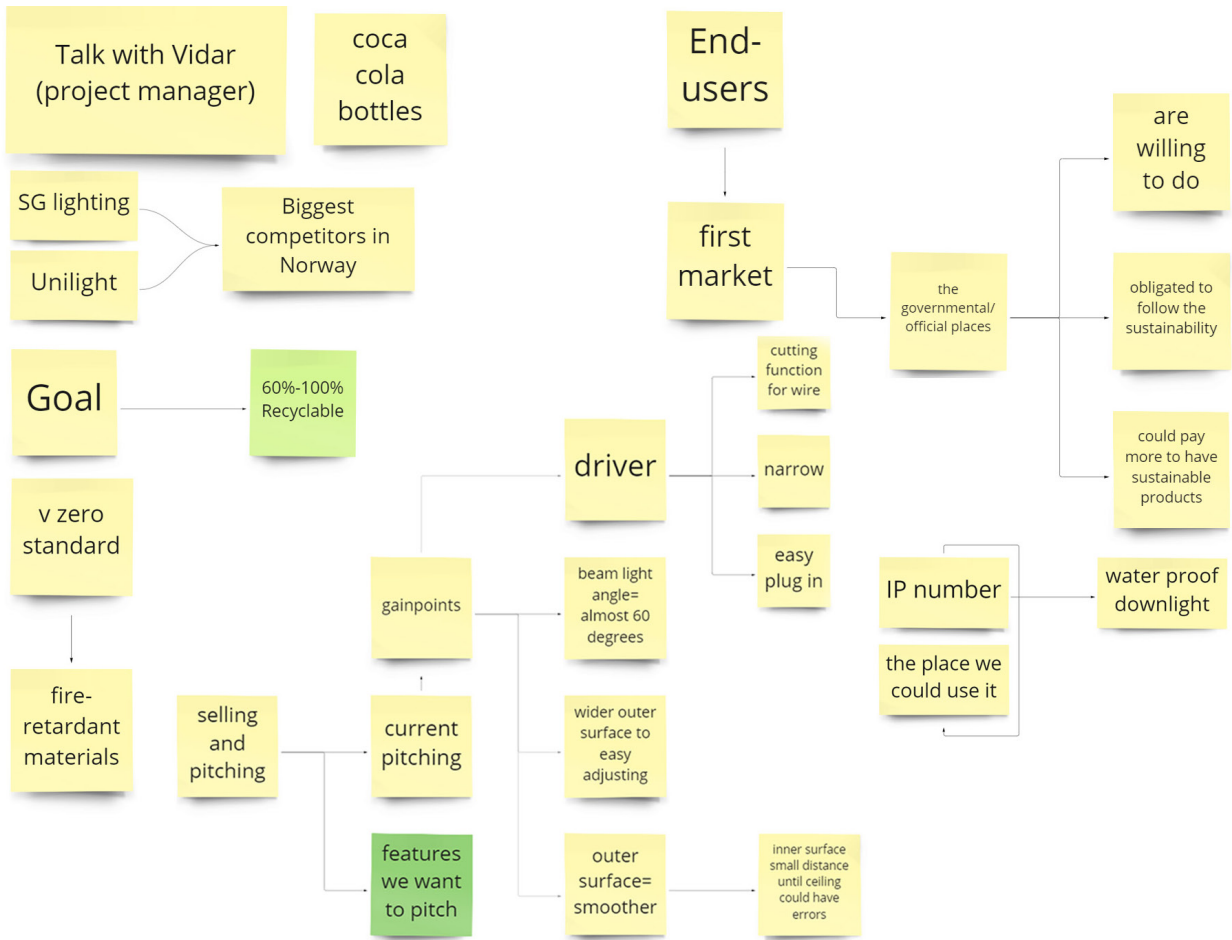 Talk with Vidar
(project manager)
coca
cola
bottles
SG lighting
Unilight
Biggest
competitors in
Norway
Goal
60%-100%
Recyclable
v zero
standard
fire-
retardant
materials
selling
and
pitching
current
pitching
features
we want
to pitch
gainpoints
driver
cutting
function
for wire
narrow
easy
plug in
beam light
angle=
almost 60
degrees
wider outer
surface to
easy
adjusting
outer
surface=
smoother
inner surface
small distance
until ceiling
could have
errors
End-
users
first
market
the
governmental/
official places
are
willing
to do
obligated to
follow the
sustainability
could pay
more to have
sustainable
products
IP number
the place we
could use it
water proof
downlight